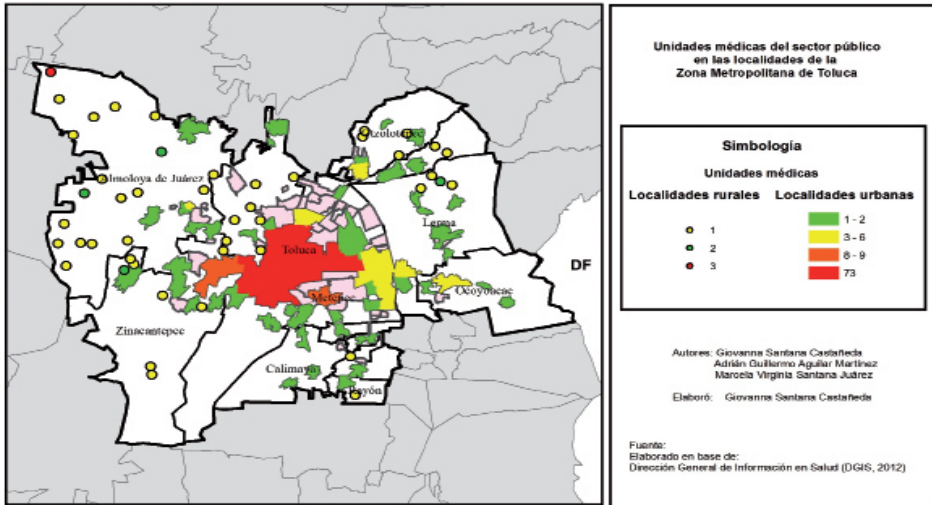 Otzolotepec
Almoloya de Juárez
Lerma
Toluca
DF
Metepec
Ocoyoacac
Zinacantepec
Calimaya
Rayón
Unidades médicas del sector público
en las localidades de la
Zona Metropolitana de Toluca
Simbología
Unidades médicas
Localidades rurales
Localidades urbanas
1
2
3
1 - 2
3 - 6
8 - 9
73
Autores: Giovanna Santana Castañeda
Adrián Guillermo Aguilar Martínez
Marcela Virginia Santana Juárez
Elaboró: Giovanna Santana Castañeda
Fuente:
Elaborado en base de:
Dirección General de Información en Salud (DGIS, 2012)